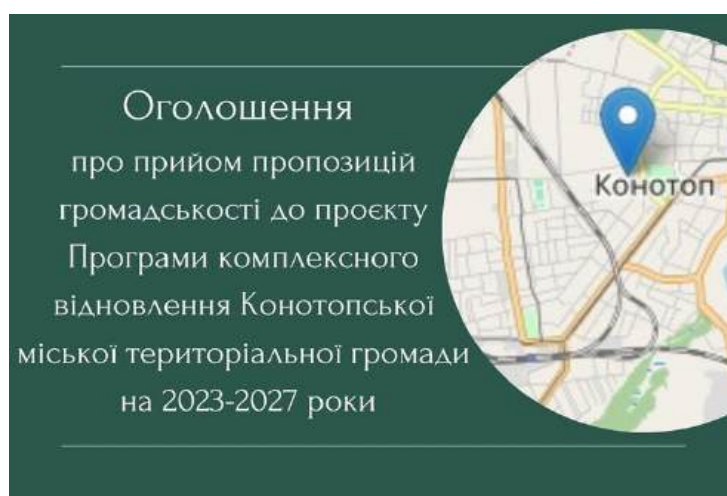 Оголошення
про прийом пропозицій
громадськості до проєкту
Програми комплексного
відновлення Конотопської
міської територіальної громади
на 2023-2027 роки
Конотоп